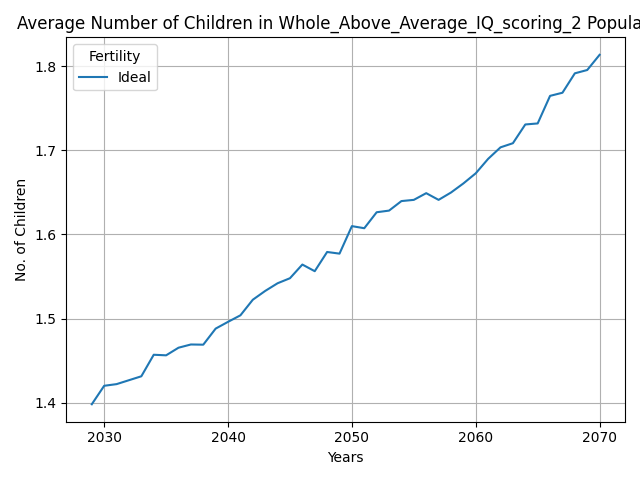 Average Number of Children in Whole_Above_Average_IQ_scoring_2 Popula
Fertility
Ideal
1.8
1.7
1.6
1.5
1.4
No. of Children
2030 2040 2050 2060 2070
Years